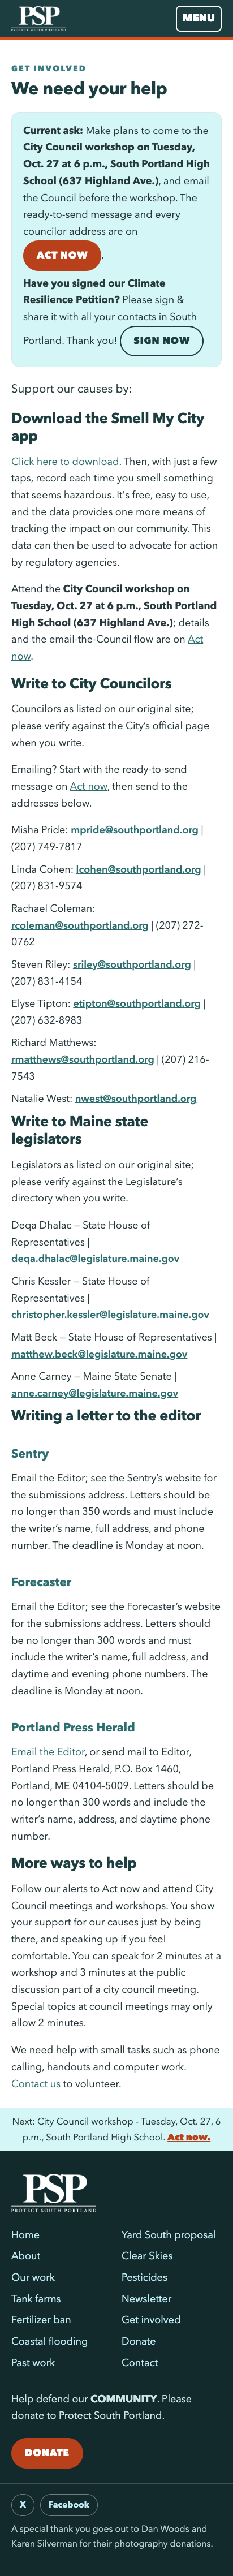 PSP
PROTECT SOUTH PORTLAND
MENU
GET INVOLVED
We need your help
Current ask: Make plans to come to the
City Council workshop on Tuesday,
Oct. 27 at 6 p.m., South Portland High
School (637 Highland Ave.), and email
the Council before the workshop. The
ready-to-send message and every
councilor address are on
ACT NOW.
Have you signed our Climate
Resilience Petition? Please sign &
share it with all your contacts in South
Portland. Thank you! SIGN NOW
Support our causes by:
Download the Smell My City
app
Click here to download. Then, with just a few
taps, record each time you smell something
that seems hazardous. It's free, easy to use,
and the data provides one more means of
tracking the impact on our community. This
data can then be used to advocate for action
by regulatory agencies.
Attend the City Council workshop on
Tuesday, Oct. 27 at 6 p.m., South Portland
High School (637 Highland Ave.); details
and the email-the-Council flow are on Act
now.
Write to City Councilors
Councilors as listed on our original site;
please verify against the City's official page
when you write.
Emailing? Start with the ready-to-send
message on Act now, then send to the
addresses below.
Misha Pride: mpride@southportland.org |
(207) 749-7817
Linda Cohen: lcohen@southportland.org |
(207) 831-9574
Rachael Coleman:
rcoleman@southportland.org | (207) 272-
0762
Steven Riley: sriley@southportland.org |
(207) 831-4154
Elyse Tipton: etipton@southportland.org |
(207) 632-8983
Richard Matthews:
rmatthews@southportland.org | (207) 216-
7543
Natalie West: nwest@southportland.org
Write to Maine state
legislators
Legislators as listed on our original site;
please verify against the Legislature's
directory when you write.
Deqa Dhalac — State House of
Representatives |
deqa.dhalac@legislature.maine.gov
Chris Kessler — State House of
Representatives |
christopher.kessler@legislature.maine.gov
Matt Beck — State House of Representatives |
matthew.beck@legislature.maine.gov
Anne Carney — Maine State Senate |
anne.carney@legislature.maine.gov
Writing a letter to the editor
Sentry
Email the Editor; see the Sentry's website for
the submissions address. Letters should be
no longer than 350 words and must include
the writer's name, full address, and phone
number. The deadline is Monday at noon.
Forecaster
Email the Editor; see the Forecaster's website
for the submissions address. Letters should
be no longer than 300 words and must
include the writer's name, full address, and
daytime and evening phone numbers. The
deadline is Monday at noon.
Portland Press Herald
Email the Editor, or send mail to Editor,
Portland Press Herald, P.O. Box 1460,
Portland, ME 04104-5009. Letters should be
no longer than 300 words and include the
writer's name, address, and daytime phone
number.
More ways to help
Follow our alerts to Act now and attend City
Council meetings and workshops. You show
your support for our causes just by being
there, and speaking up if you feel
comfortable. You can speak for 2 minutes at a
workshop and 3 minutes at the public
discussion part of a city council meeting.
Special topics at council meetings may only
allow 2 minutes.
We need help with small tasks such as phone
calling, handouts and computer work.
Contact us to volunteer.
Next: City Council workshop - Tuesday, Oct. 27, 6
p.m., South Portland High School. Act now.
PSP
PROTECT SOUTH PORTLAND
Home
About
Our work
Tank farms
Fertilizer ban
Coastal flooding
Past work
Yard South proposal
Clear Skies
Pesticides
Newsletter
Get involved
Donate
Contact
Help defend our COMMUNITY. Please
donate to Protect South Portland.
DONATE
X
Facebook
A special thank you goes out to Dan Woods and
Karen Silverman for their photography donations.